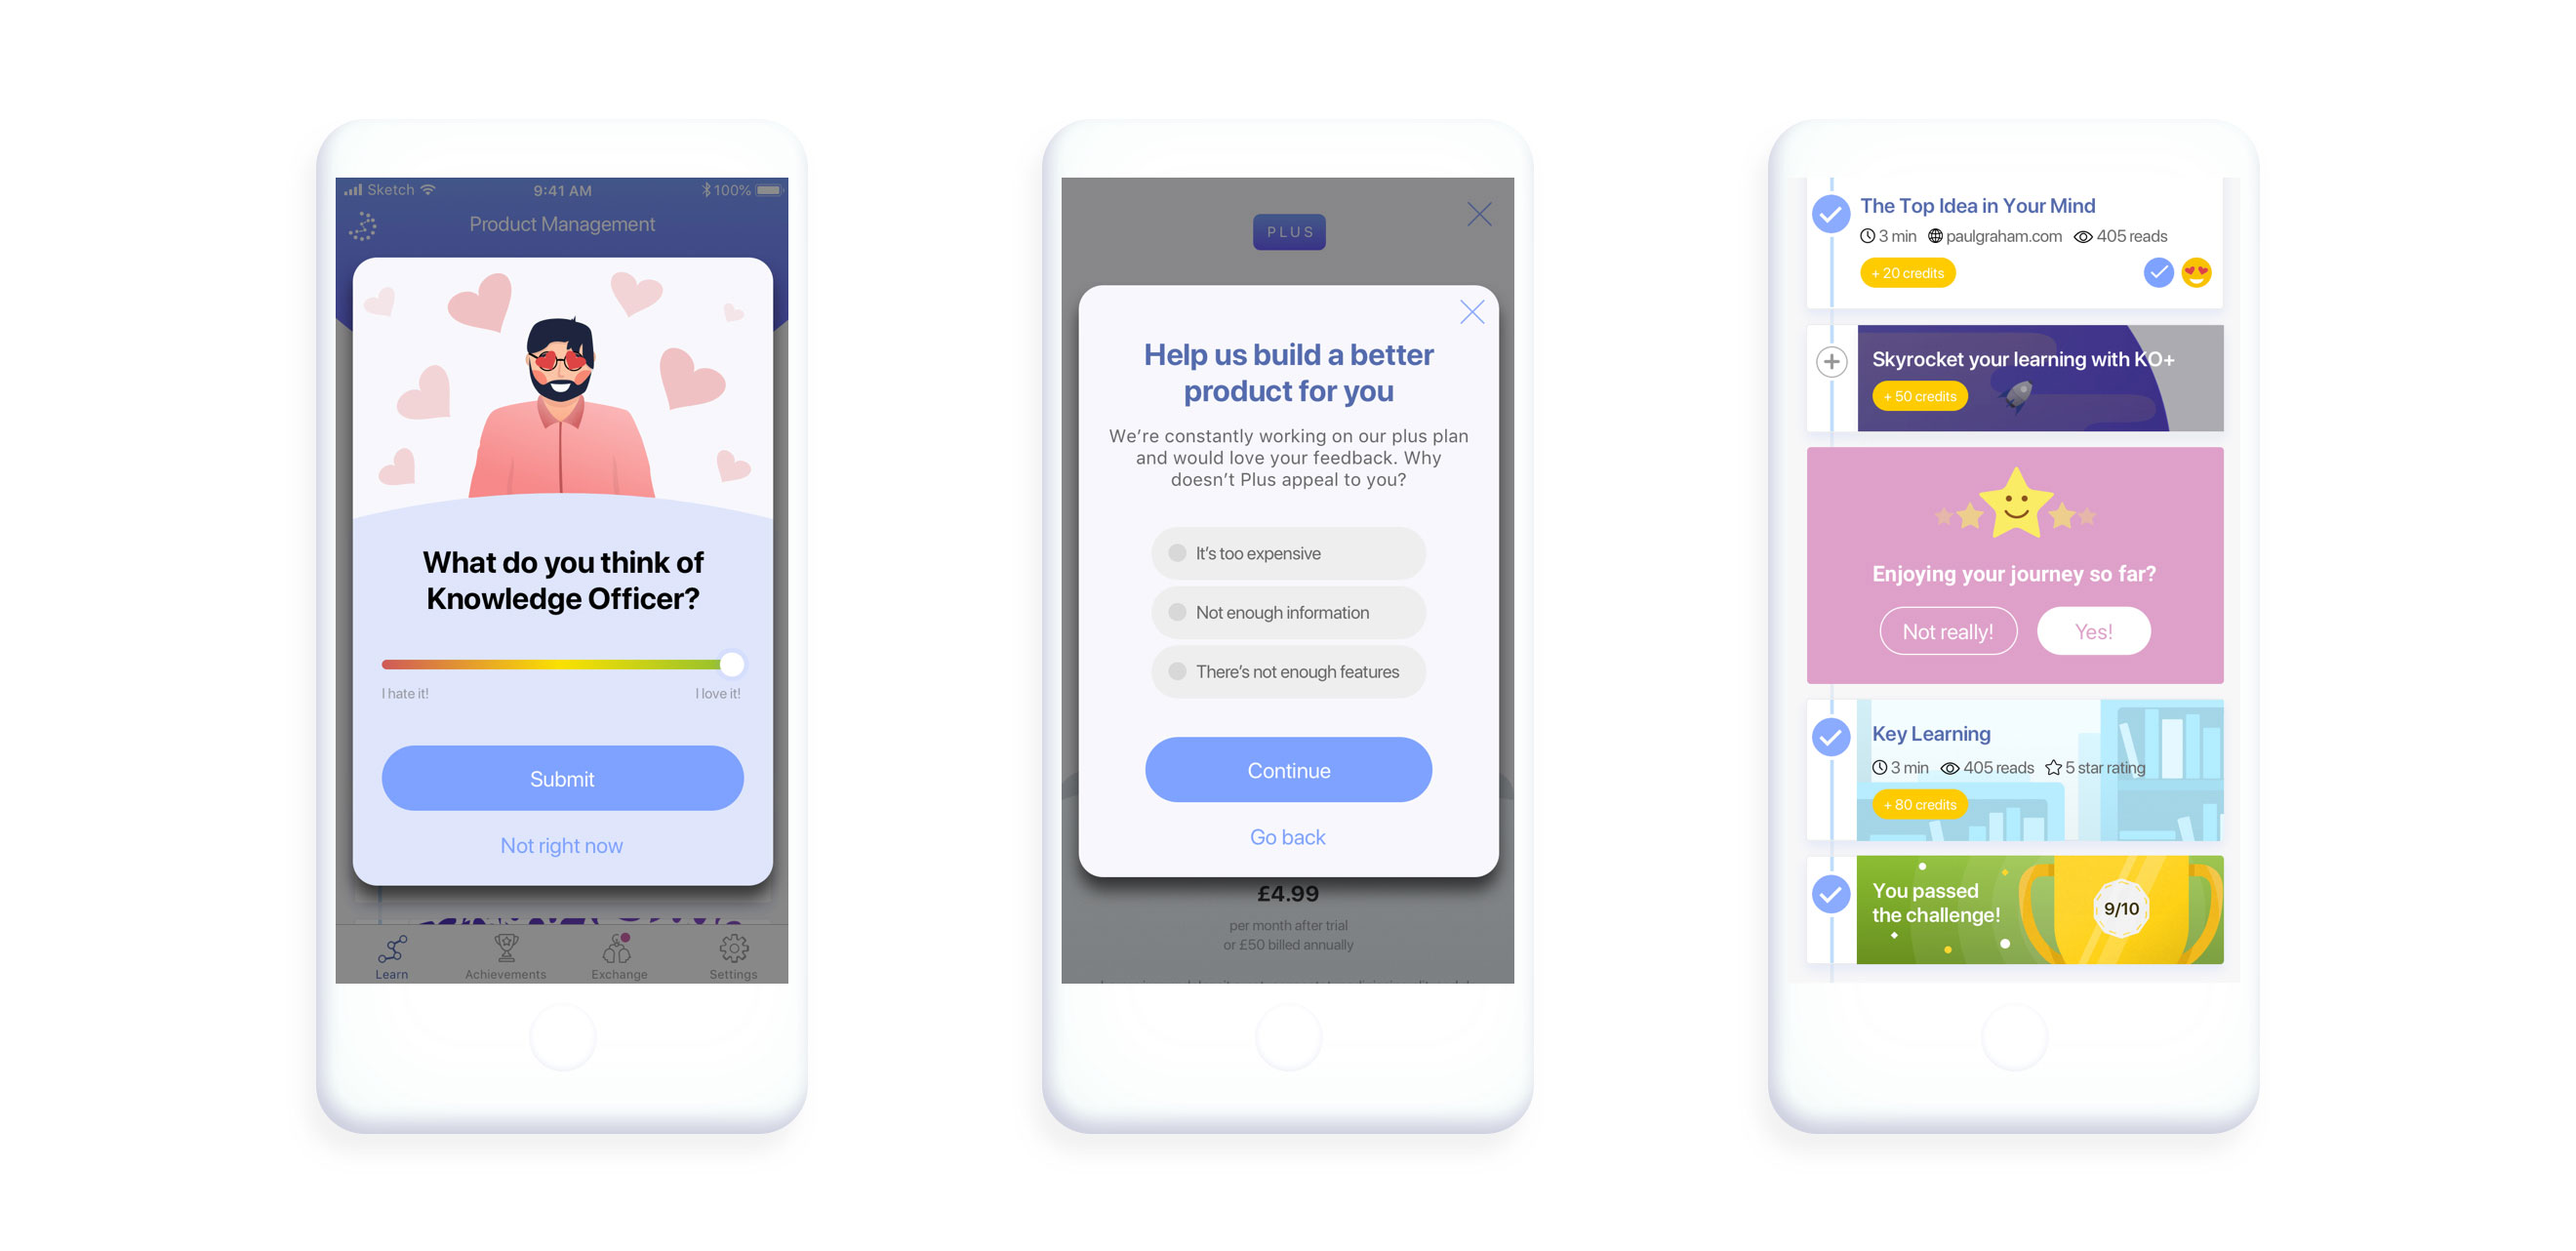 Sketch 9:41 AM 100%
Product Management
What do you think of
Knowledge Officer?
I hate it! I love it!
Submit
Not right now
Learn Achievements Exchange Settings
PLUS
Help us build a better
product for you
We're constantly working on our plus plan
and would love your feedback. Why
doesn't Plus appeal to you?
It's too expensive
Not enough information
There's not enough features
Continue
Go back
£4.99
per month after trial
or £50 billed annually
The Top Idea in Your Mind
3 min paulgraham.com 405 reads
+ 20 credits
Skyrocket your learning with KO+
+ 50 credits
Enjoying your journey so far?
Not really! Yes!
Key Learning
3 min 405 reads 5 star rating
+ 80 credits
You passed
the challenge!
9/10